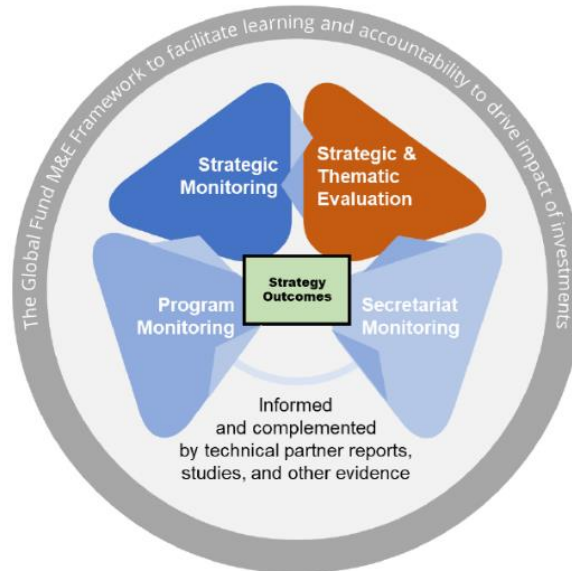 The Global Fund M&E Framework to facilitate learning and accountability to drive impact of investments
Strategic
Monitoring
Strategic &
Thematic
Evaluation
Strategy
Outcomes
Program
Monitoring
Secretariat
Monitoring
Informed
and complemented
by technical partner reports,
studies, and other evidence